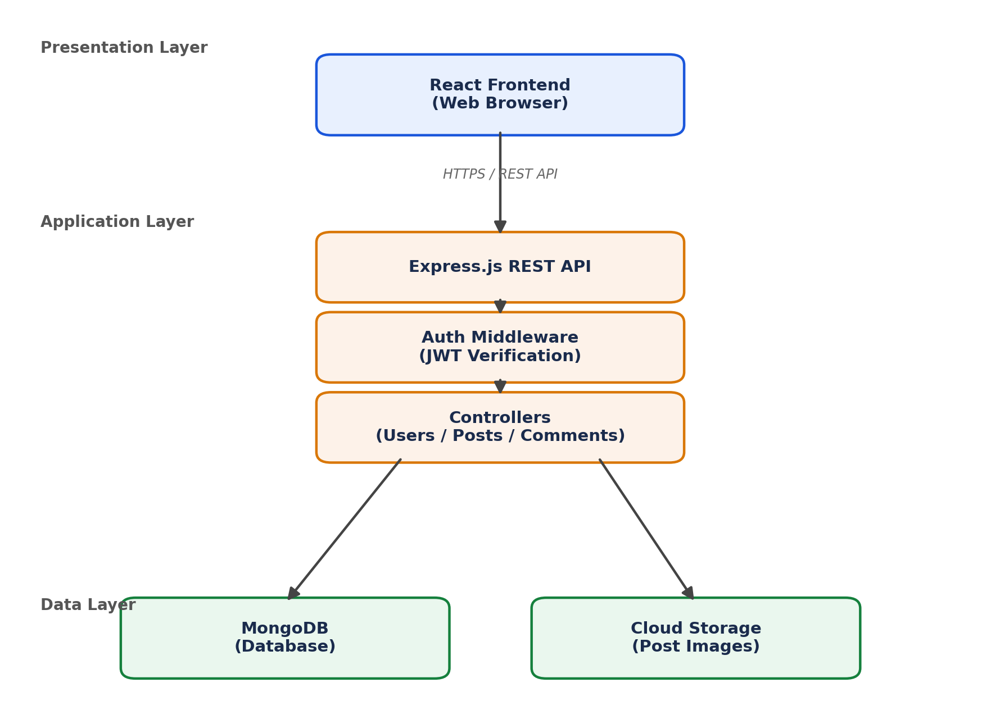 Presentation Layer
React Frontend
(Web Browser)
HTTPS / REST API
Application Layer
Express.js REST API
Auth Middleware
(JWT Verification)
Controllers
(Users / Posts / Comments)
Data Layer
MongoDB
(Database)
Cloud Storage
(Post Images)